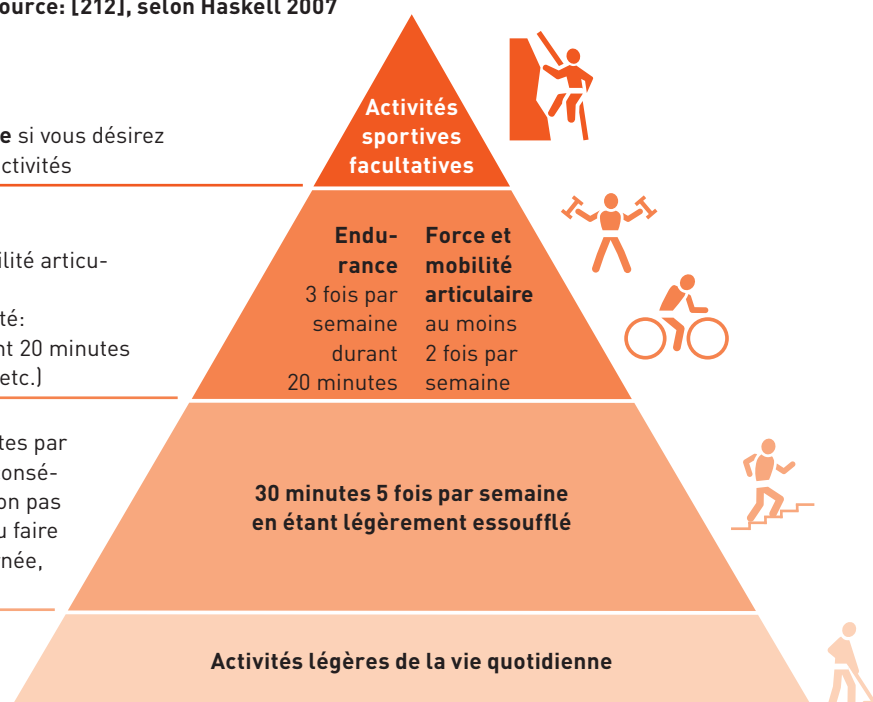 ource: [212], selon Haskell 2007
Activités
sportives
facultatives
e si vous désirez
ctivités
Endu-
rance
3 fois par
semaine
durant
20 minutes
Force et
mobilité
articulaire
au moins
2 fois par
semaine
ilité articu-
té:
nt 20 minutes
etc.)
30 minutes 5 fois par semaine
en étant légèrement essoufflé
tes par
onsé-
on pas
u faire
rnée,
Activités légères de la vie quotidienne